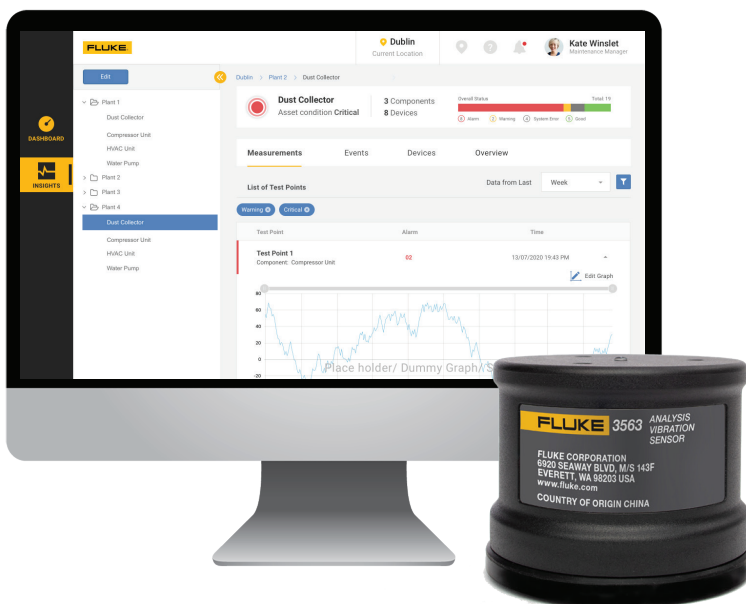 FLUKE
Dublin
Current Location
Kate Winslet
Maintenance Manager
DASHBOARD
INSIGHTS
Edit
Plant 1
Dust Collector
Compressor Unit
HVAC Unit
Water Pump
Plant 2
Plant 3
Plant 4
Dust Collector
Compressor Unit
HVAC Unit
Water Pump
Dublin > Plant 2 > Dust Collector
Dust Collector
Asset condition Critical
3 Components
8 Devices
Overall Status
Total: 19
Alarm
Warning
System Error
Good
Measurements Events Devices Overview
List of Test Points
Data from Last Week
Warning
Critical
Test Point Alarm Time
Test Point 1
Component: Compressor Unit
02
13/07/2020 19:43 PM
Edit Graph
80
60
40
20
0
-20
Place holder/ Dummy Graph/
FLUKE 3563 ANALYSIS
VIBRATION
SENSOR
FLUKE CORPORATION
6920 SEAWAY BLVD, M/S 143F
EVERETT, WA 98203 USA
www.fluke.com
COUNTRY OF ORIGIN CHINA